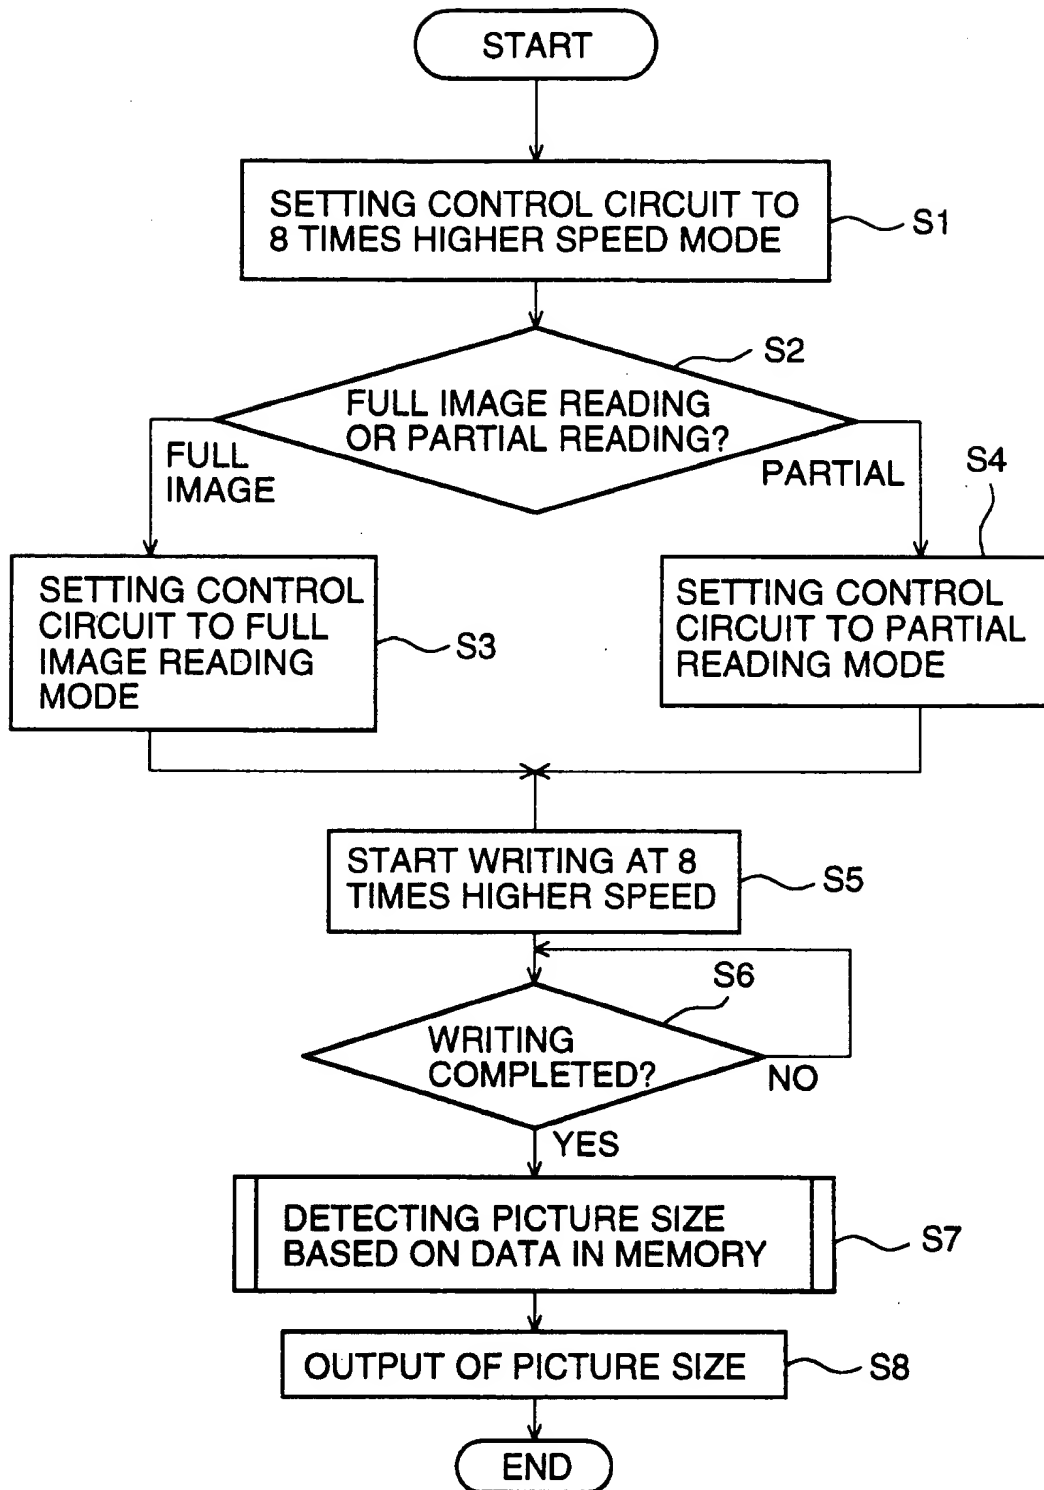 START
SETTING CONTROL CIRCUIT TO
8 TIMES HIGHER SPEED MODE
S1
S2
FULL IMAGE READING
OR PARTIAL READING?
FULL
IMAGE
PARTIAL
S4
SETTING CONTROL
CIRCUIT TO FULL
IMAGE READING
MODE
S3
SETTING CONTROL
CIRCUIT TO PARTIAL
READING MODE
START WRITING AT 8
TIMES HIGHER SPEED
S5
S6
WRITING
COMPLETED?
NO
YES
DETECTING PICTURE SIZE
BASED ON DATA IN MEMORY
S7
OUTPUT OF PICTURE SIZE
S8
END